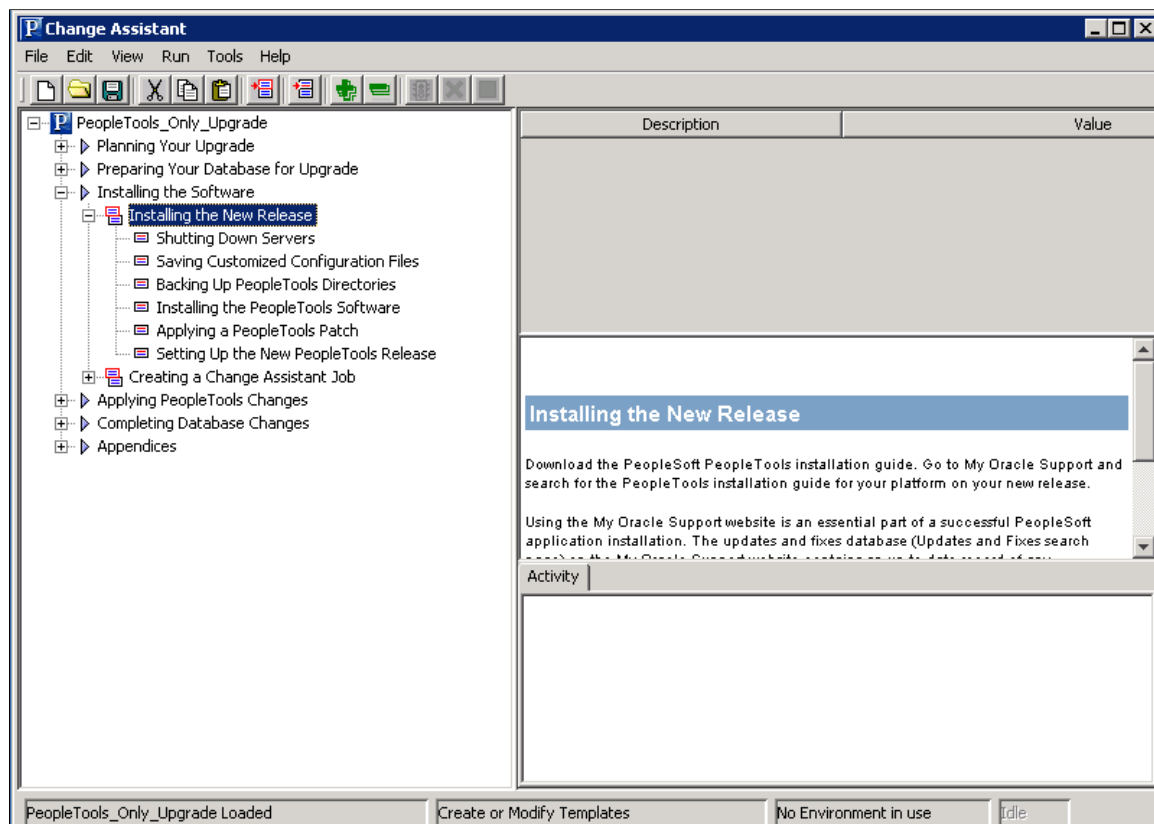 Change Assistant
File Edit View Run Tools Help
PeopleTools_Only_Upgrade
Planning Your Upgrade
Preparing Your Database for Upgrade
Installing the Software
Installing the New Release
Shutting Down Servers
Saving Customized Configuration Files
Backing Up PeopleTools Directories
Installing the PeopleTools Software
Applying a PeopleTools Patch
Setting Up the New PeopleTools Release
Creating a Change Assistant Job
Applying PeopleTools Changes
Completing Database Changes
Appendices
Description Value
Installing the New Release
Download the PeopleSoft PeopleTools installation guide. Go to My Oracle Support and
search for the PeopleTools installation guide for your platform on your new release.
Using the My Oracle Support website is an essential part of a successful PeopleSoft
application installation. The updates and fixes database (Updates and Fixes search
Activity
PeopleTools_Only_Upgrade Loaded Create or Modify Templates No Environment in use Idle